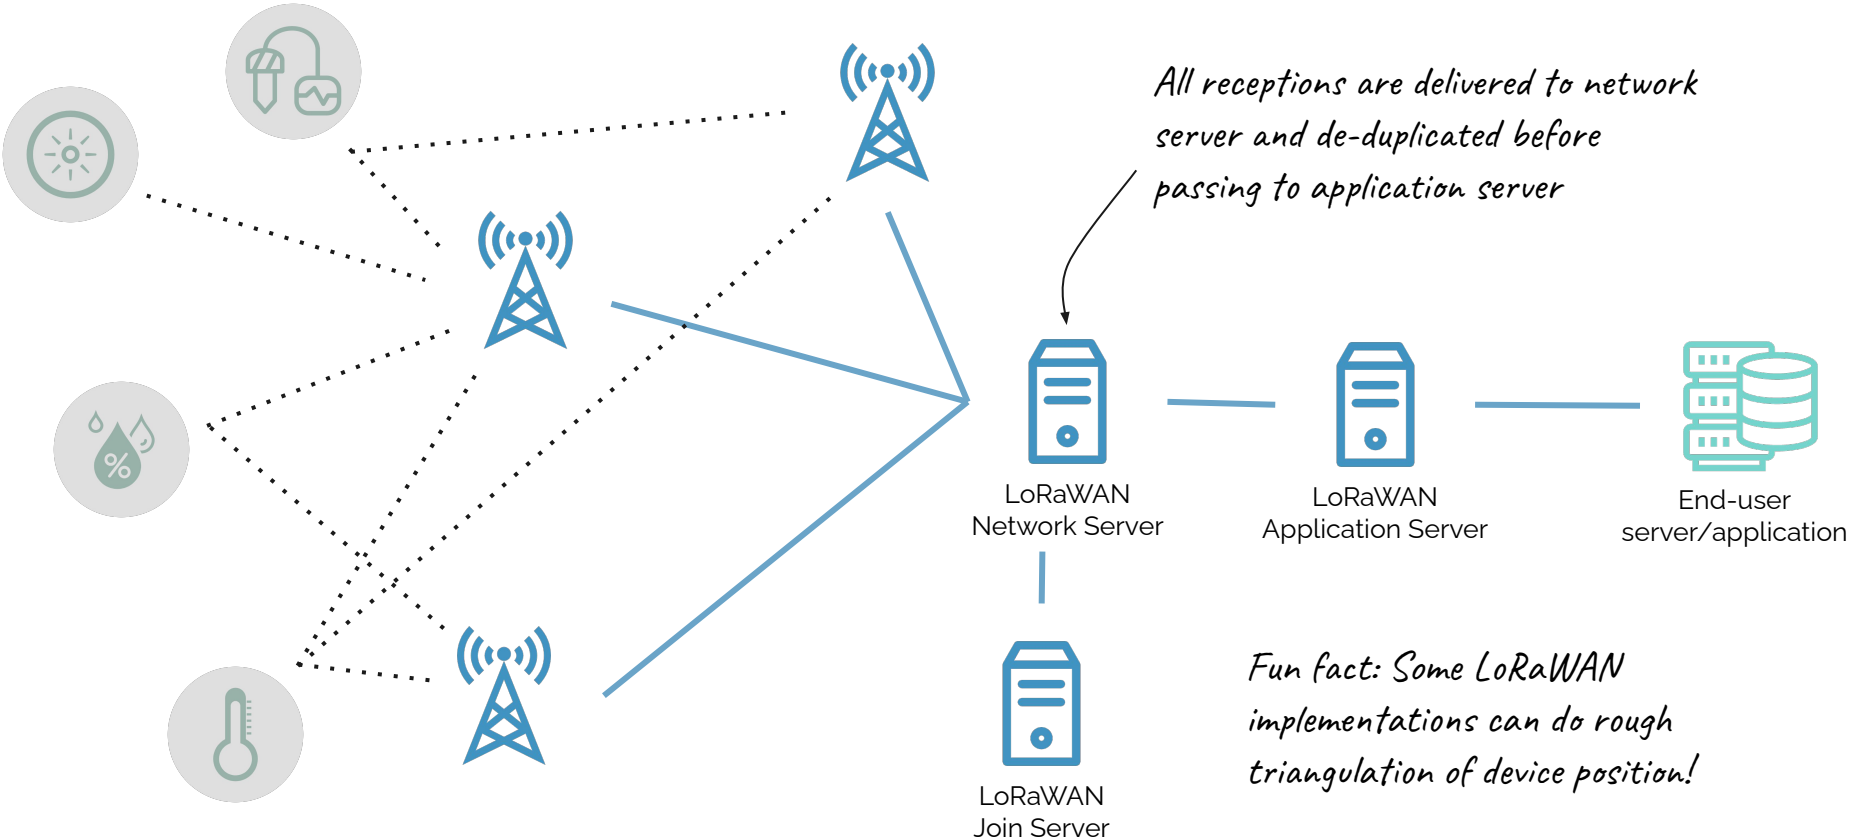 All receptions are delivered to network
server and de-duplicated before
passing to application server
%
LoRaWAN
Network Server
LoRaWAN
Application Server
End-user
server/application
Fun fact: Some LoRaWAN
implementations can do rough
triangulation of device position!
LoRaWAN
Join Server